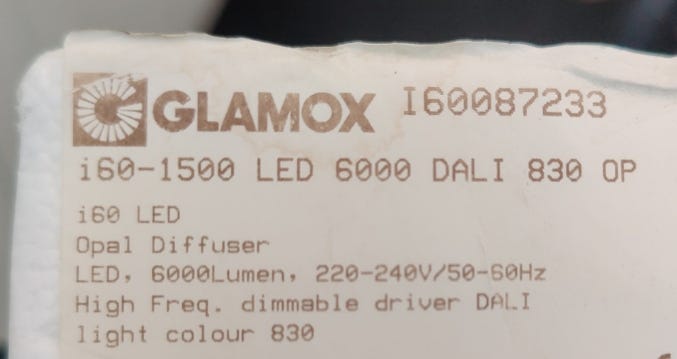 GLAMOX I60087233
i60-1500 LED 6000 DALI 830 OP
i60 LED
Opal Diffuser
LED, 6000Lumen, 220-240V/50-60Hz
High Freq. dimmable driver DALI
light colour 830